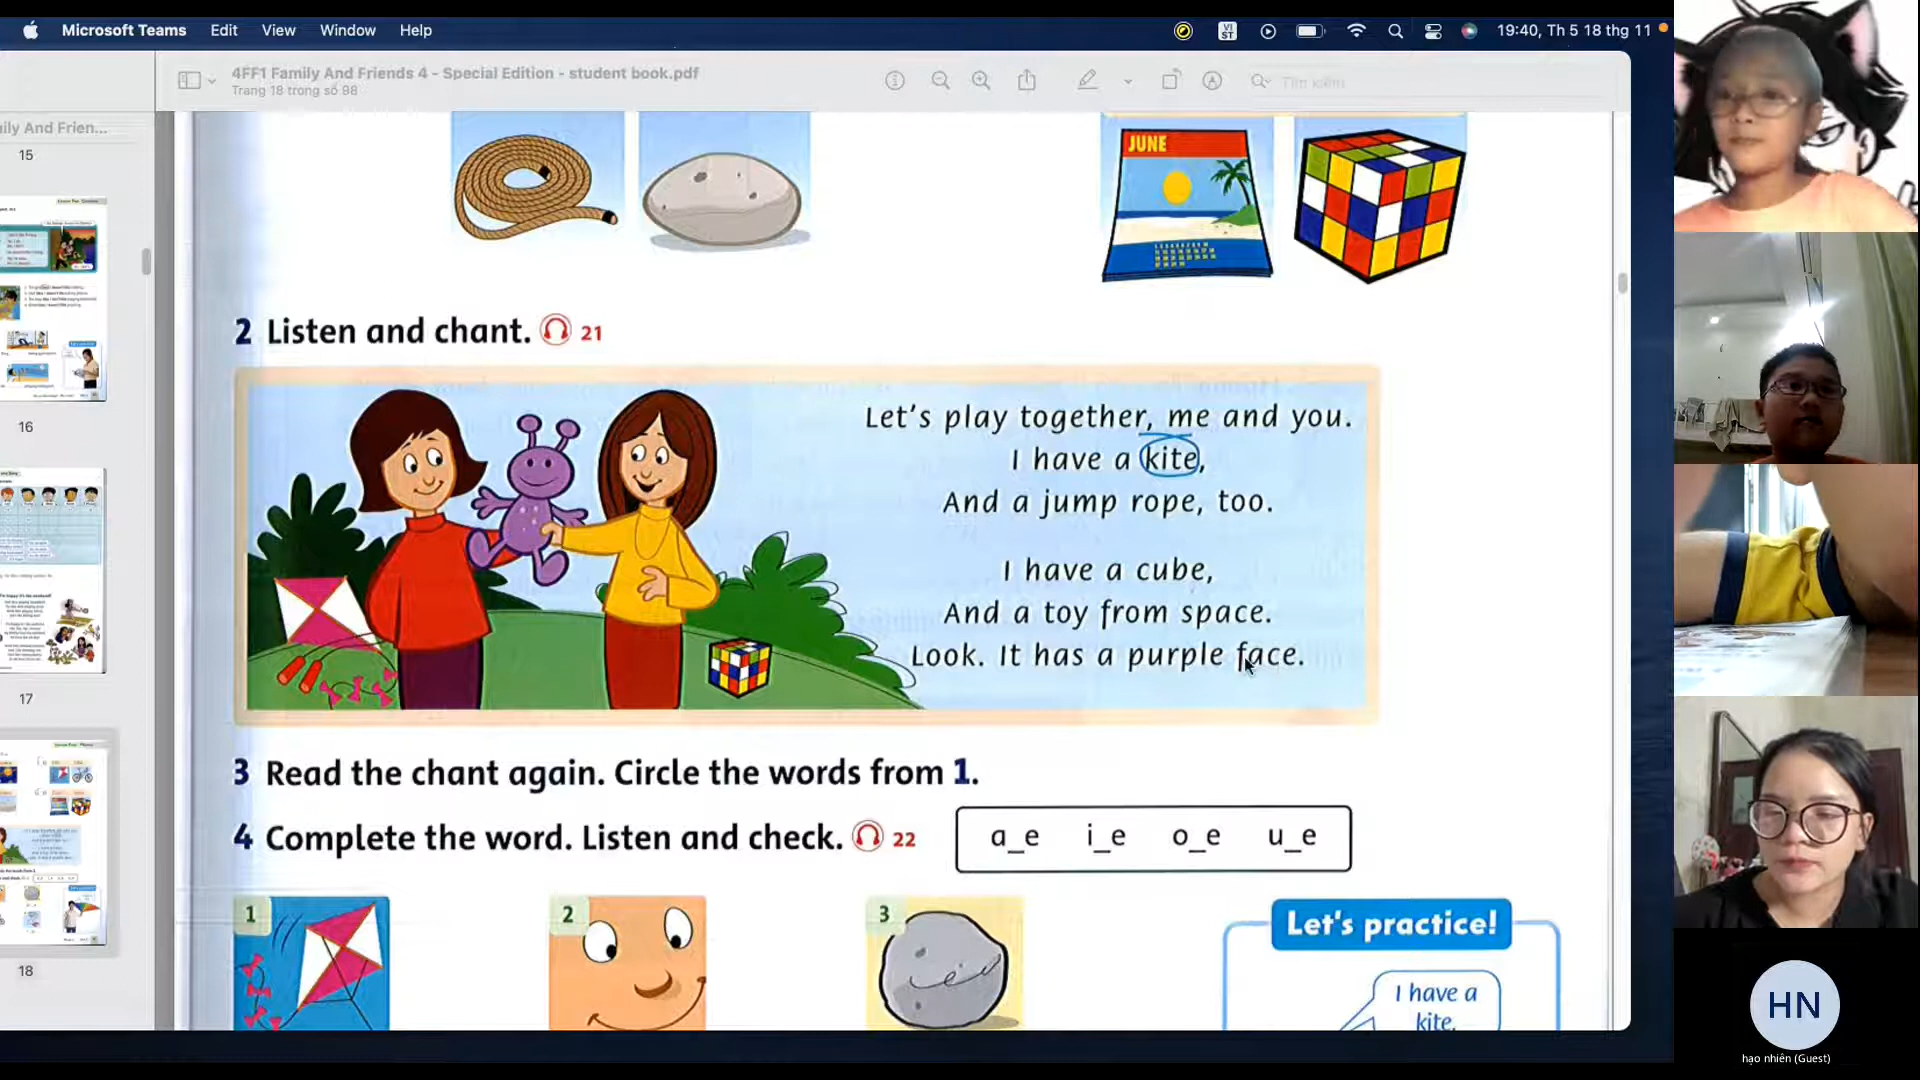 Microsoft Teams Edit View Window Help
VI ST
19:40, Th 5 18 thg 11
4FF1 Family And Friends 4 - Special Edition - student book.pdf
Trang 18 trong số 98
Tìm kiếm
ily And Frien...
15
16
17
18
JUNE
2 Listen and chant. 21
Let's play together, me and you.
I have a kite,
And a jump rope, too.
I have a cube,
And a toy from space.
Look. It has a purple face.
3 Read the chant again. Circle the words from 1.
4 Complete the word. Listen and check. 22
a_e i_e o_e u_e
1
2
3
Let's practice!
I have a
kite.
HN
hạo nhiên (Guest)